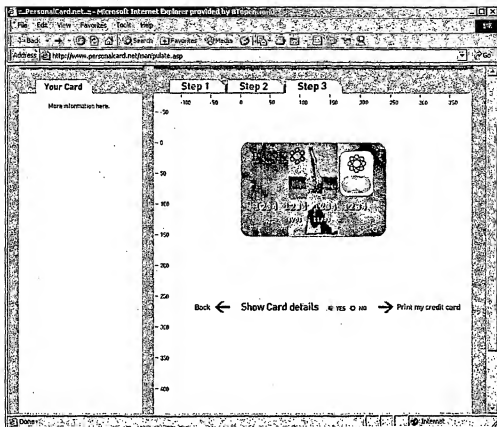 ..PersonalCard.net..:: - Microsoft Internet Explorer provided by BTopenworld
File Edit View Favorites Tools Help
Back Search Favorites Media
Address http://www.personalcard.net/manipulate.asp Go
Your Card
Step 1 Step 2 Step 3
More information here.
-100 -50 0 50 100 150 200 250 300 350
-50
0
50
100
150
200
250
300
350
400
1234 1234 1234 1234
Back Show Card details YES NO Print my credit card
Done Internet